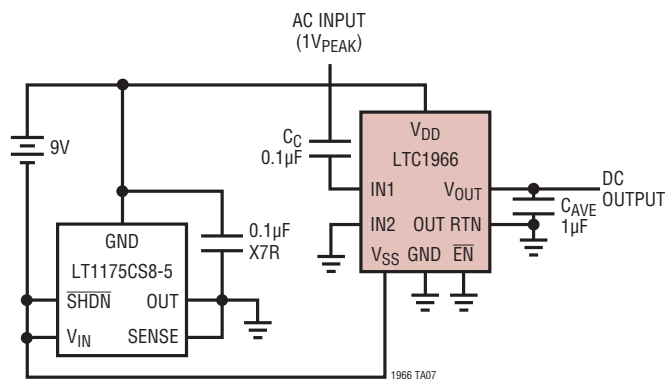 AC INPUT
(1VPEAK)
9V
CC
0.1µF
VDD
LTC1966
IN1
VOUT
DC
OUTPUT
CAVE
1µF
IN2
OUT RTN
VSS
GND
EN
GND
LT1175CS8-5
0.1µF
X7R
SHDN
OUT
VIN
SENSE
1966 TA07